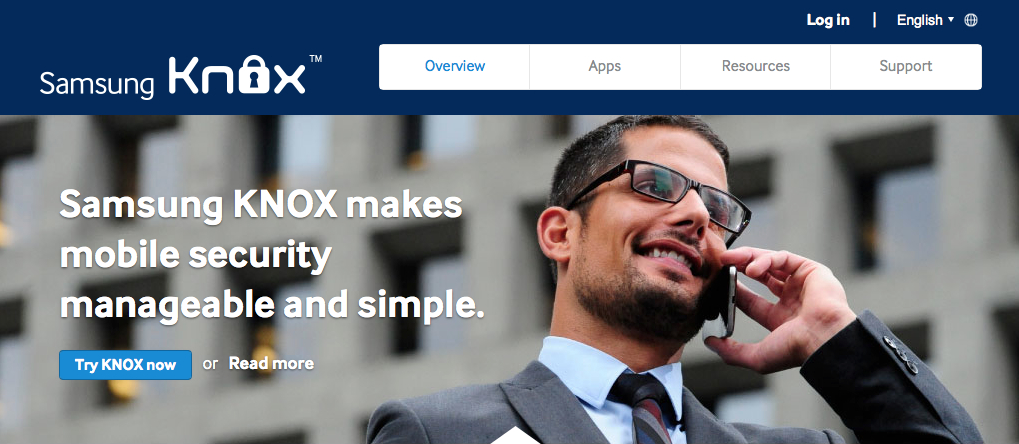 Log in | English
Samsung Knox™
Overview Apps Resources Support
Samsung KNOX makes
mobile security
manageable and simple.
Try KNOX now or Read more